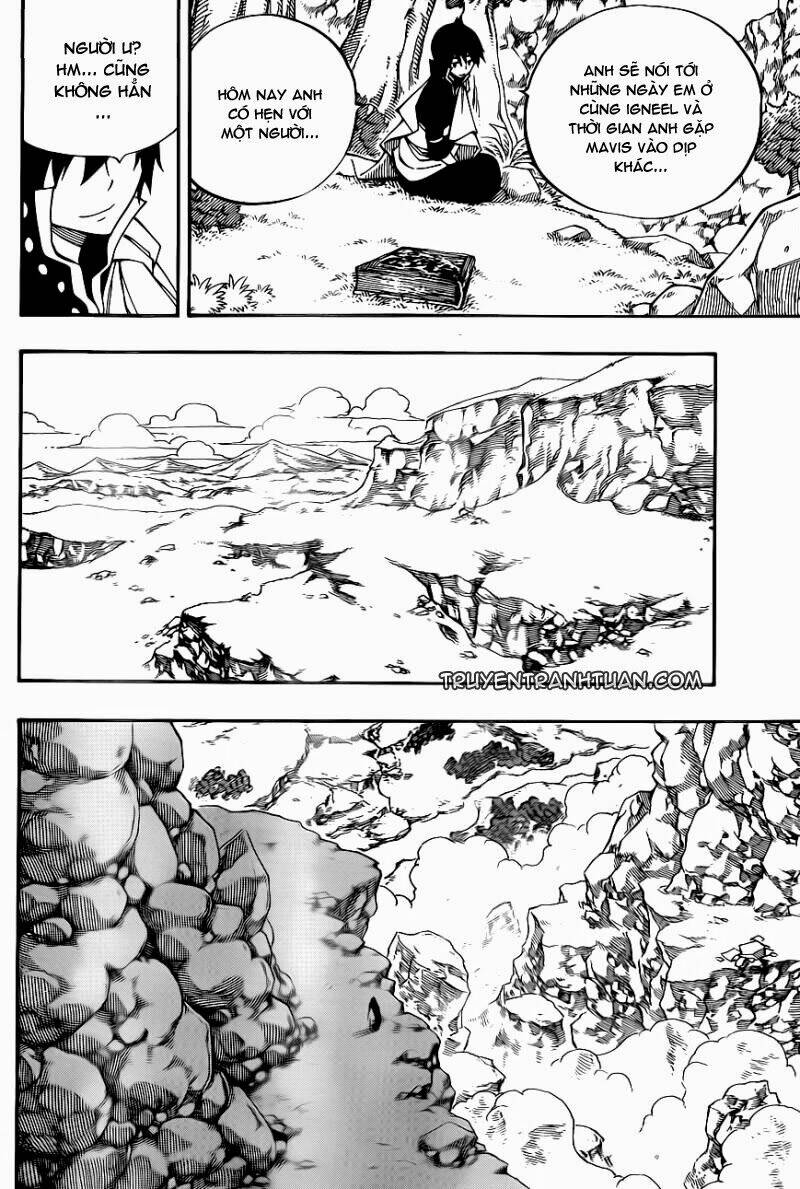 ANH SẼ NÓI TỚI
NHỮNG NGÀY EM Ở
CÙNG IGNEEL VÀ
THỜI GIAN ANH GẶP
MAVIS VÀO DỊP
KHÁC...
HÔM NAY ANH
CÓ HẸN VỚI
MỘT NGƯỜI...
NGƯỜI Ư?
HM... CŨNG
KHÔNG HẲN
...
TRUYENTRANHTUAN.COM